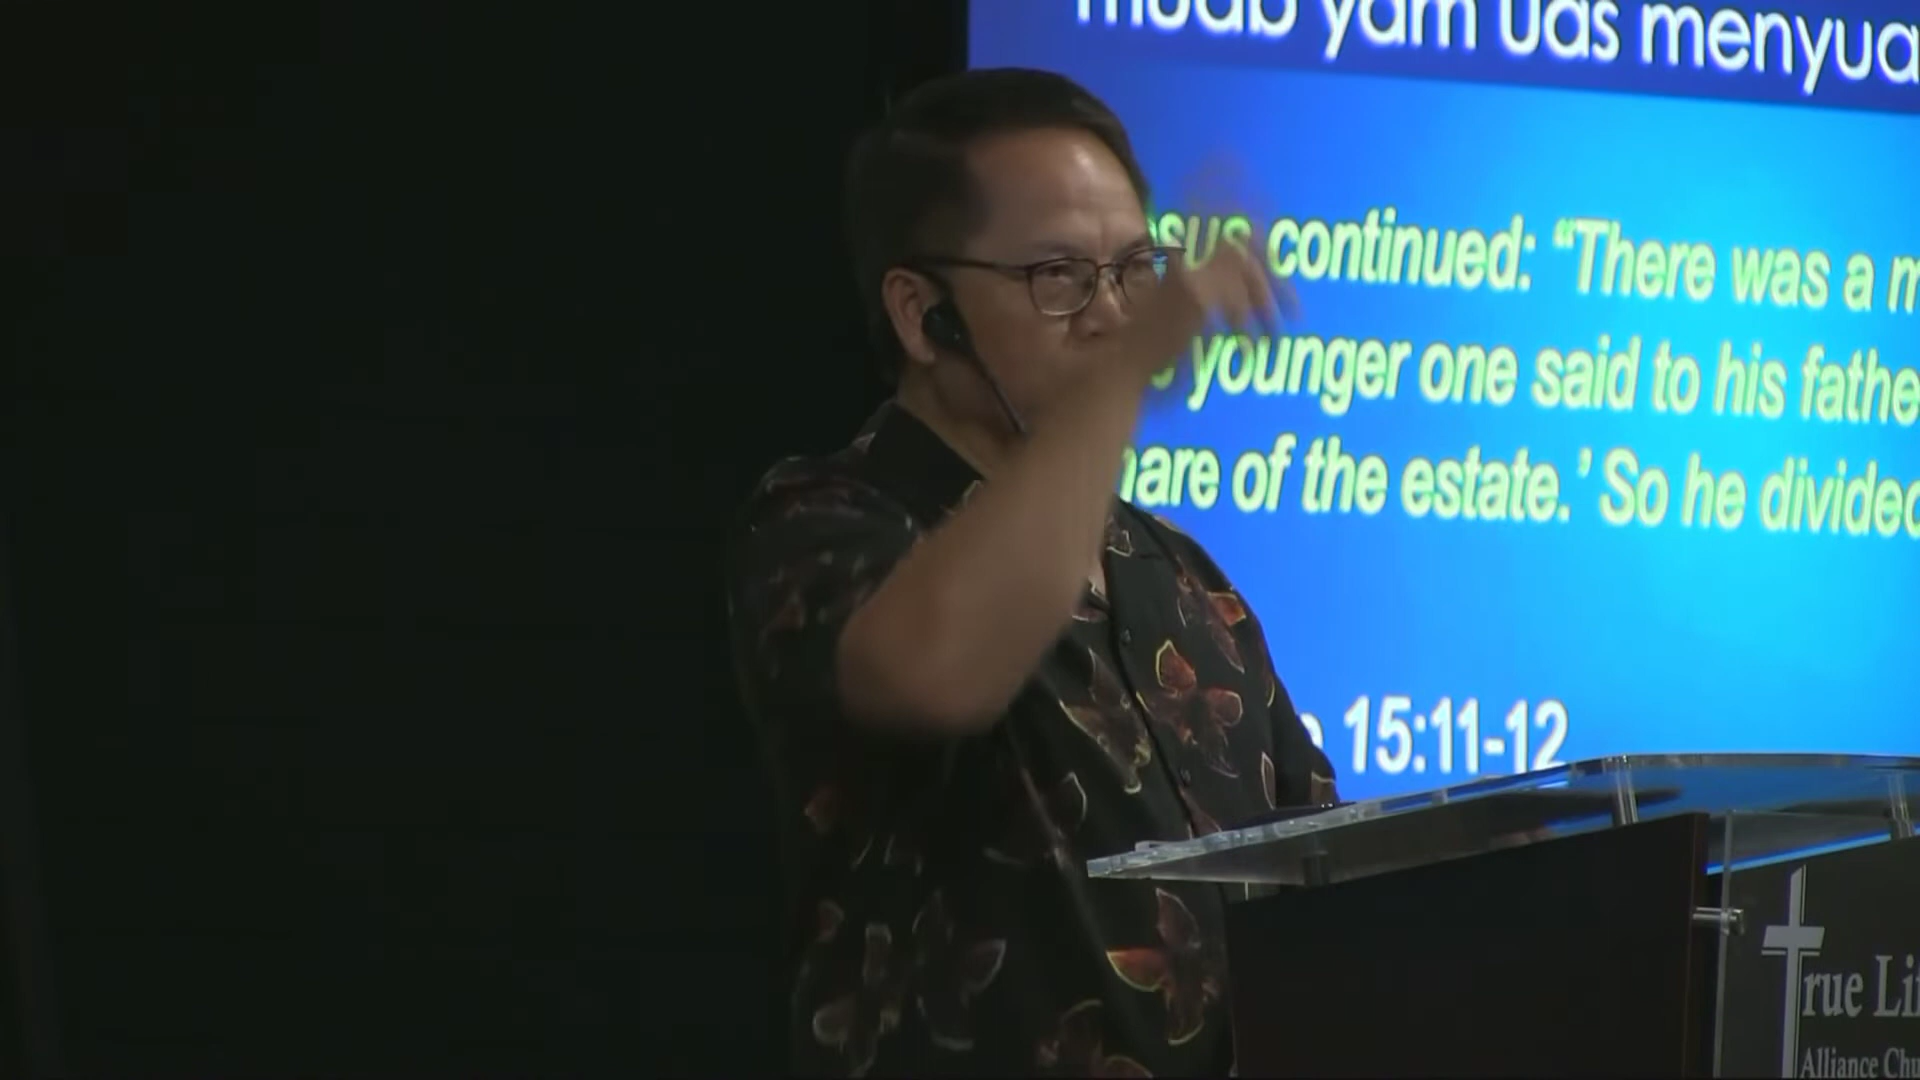 muab yam uas menyua
continued: “There was a m
younger one said to his fathe
hare of the estate.’ So he divided
15:11-12
True Li
Alliance Chu